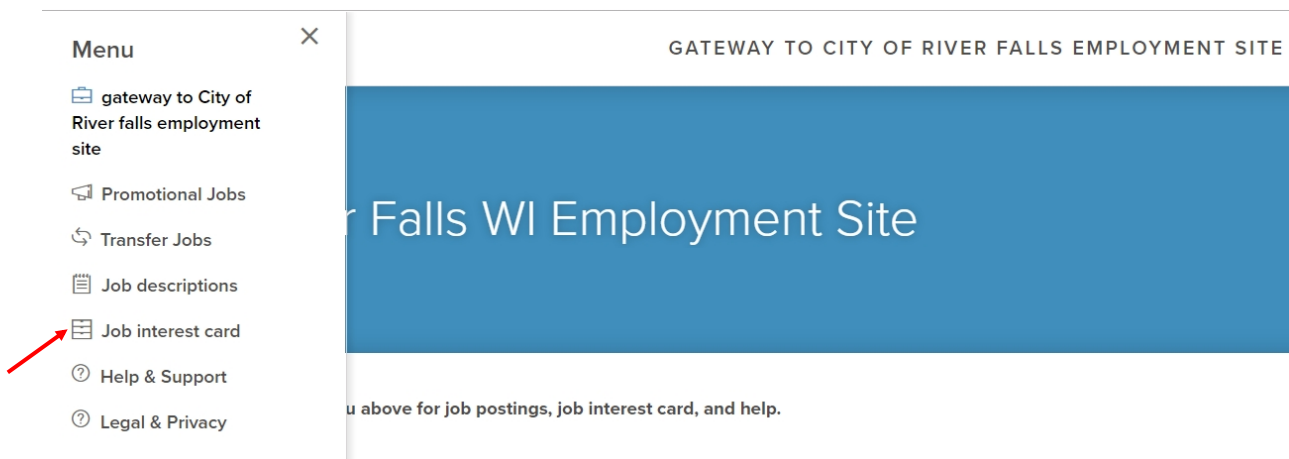 Menu
gateway to City of
River falls employment
site
Promotional Jobs
Transfer Jobs
Job descriptions
Job interest card
Help & Support
Legal & Privacy
GATEWAY TO CITY OF RIVER FALLS EMPLOYMENT SITE
r Falls WI Employment Site
u above for job postings, job interest card, and help.